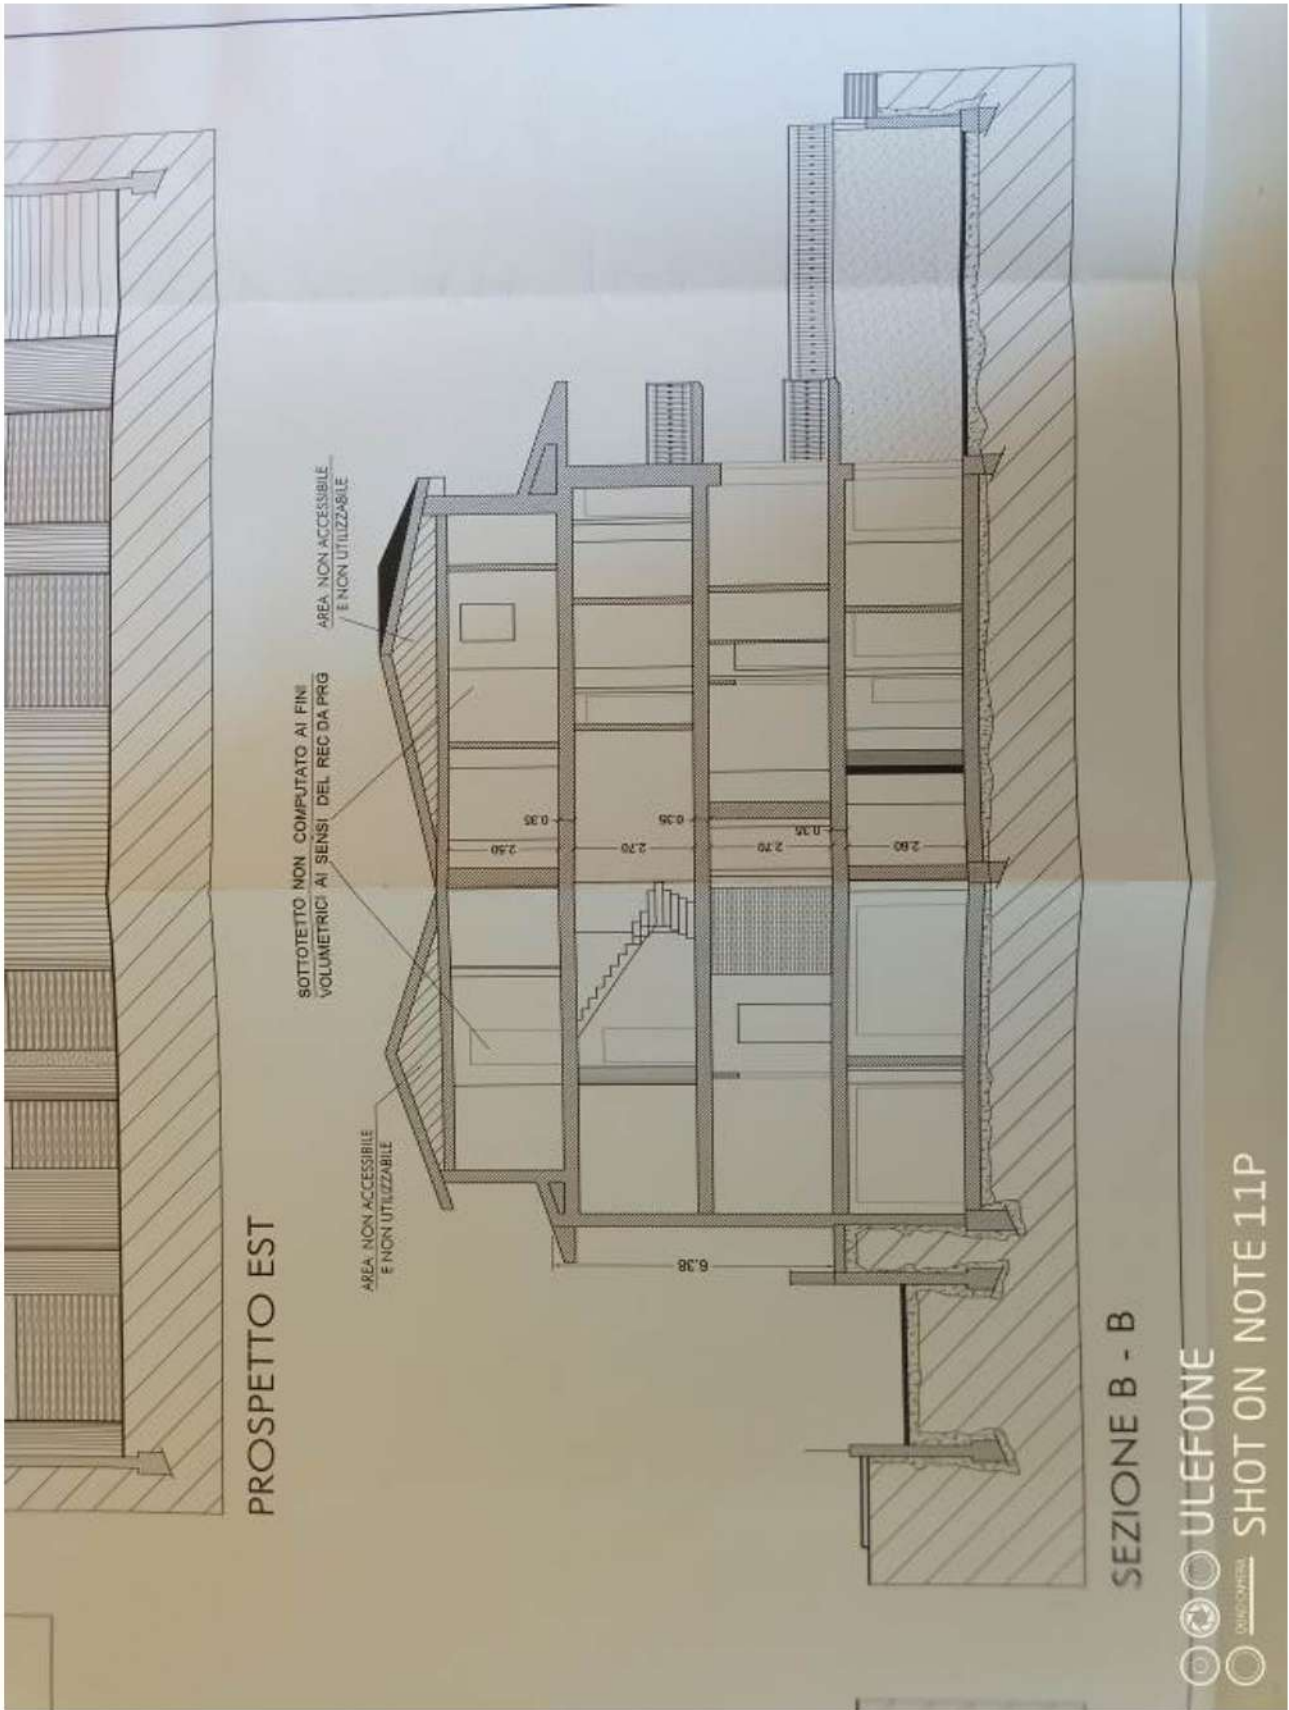 PROSPETTO EST
SOTTOTETTO NON COMPUTATO AI FINI
VOLUMETRICI AI SENSI DEL REC DA PRG
AREA NON ACCESSIBILE
E NON UTILIZZABILE
AREA NON ACCESSIBILE
E NON UTILIZZABILE
2.50
0.35
2.70
0.35
2.70
0.35
2.60
6.38
SEZIONE B - B
ULEFONE
QUAD CAMERA
SHOT ON NOTE 11P